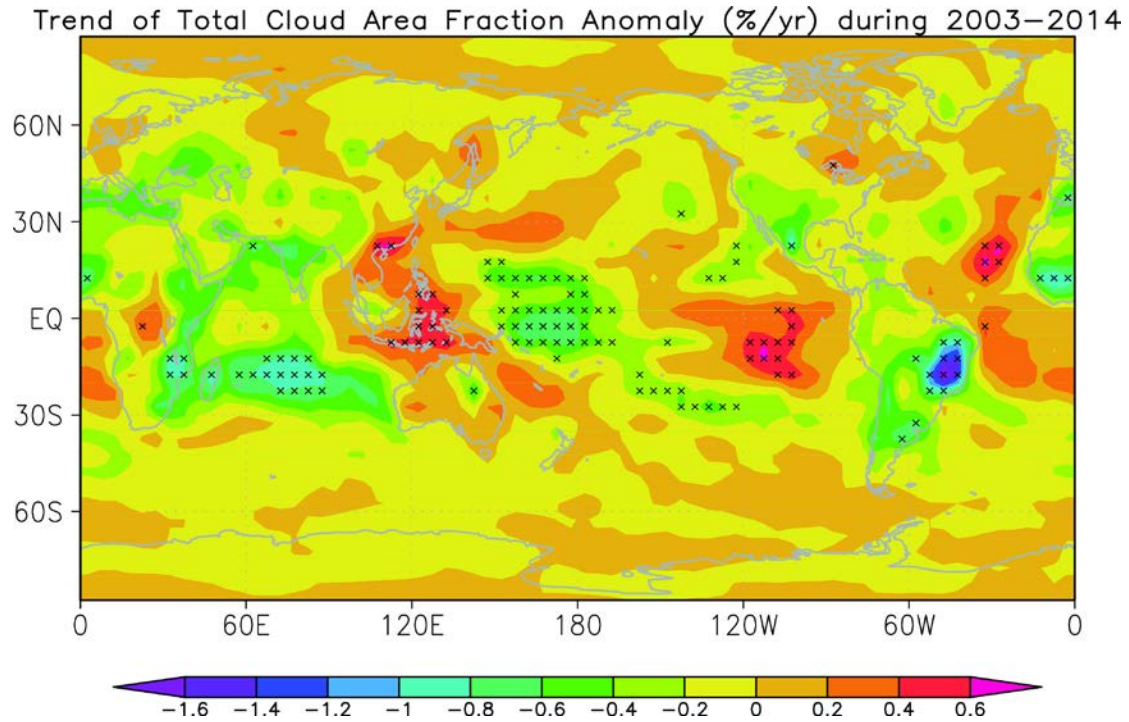 Trend of Total Cloud Area Fraction Anomaly (%/yr) during 2003−2014
60N
30N
EQ
30S
60S
0 60E 120E 180 120W 60W 0
−1.6 −1.4 −1.2 −1 −0.8 −0.6 −0.4 −0.2 0 0.2 0.4 0.6